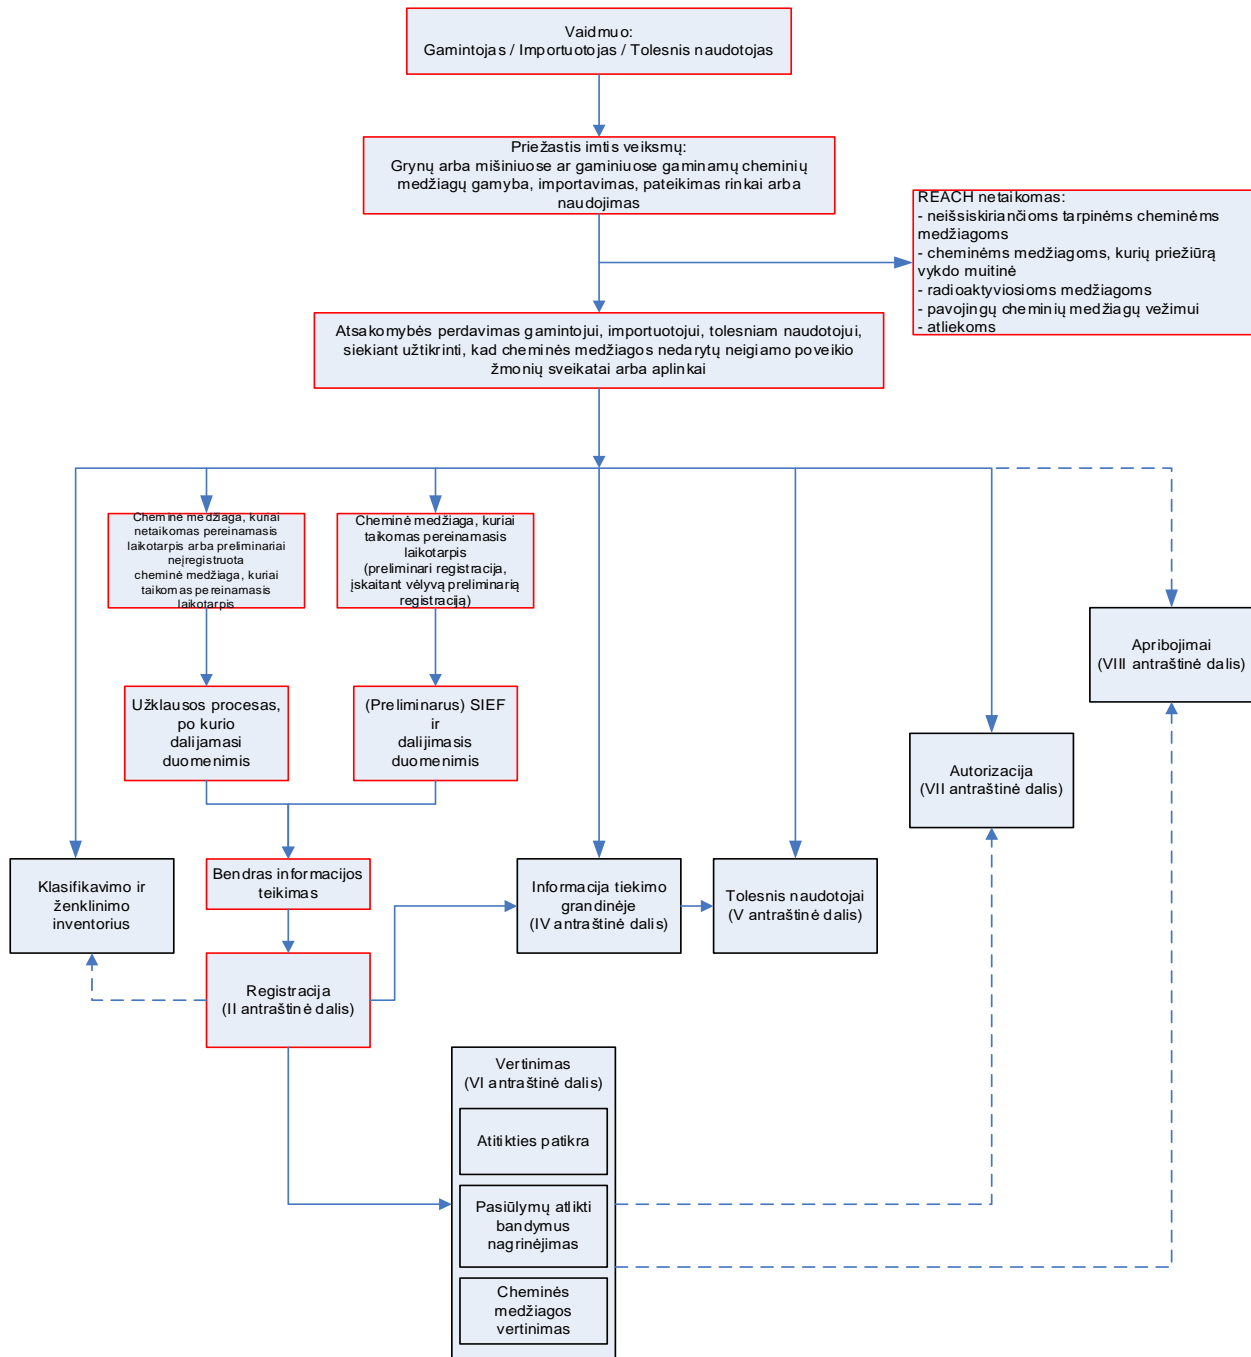 Vaidmuo:
Gamintojas / Importuotojas / Tolesnis naudotojas
Priežastis imtis veiksmų:
Grynų arba mišiniuose ar gaminiuose gaminamų cheminių
medžiagų gamyba, importavimas, pateikimas rinkai arba
naudojimas
REACH netaikomas:
- neišsiskiriančioms tarpinėms cheminėms
medžiagoms
- cheminėms medžiagoms, kurių priežiūrą
vykdo muitinė
- radioaktyviosioms medžiagoms
- pavojingų cheminių medžiagų vežimui
- atliekoms
Atsakomybės perdavimas gamintojui, importuotojui, tolesniam naudotojui,
siekiant užtikrinti, kad cheminės medžiagos nedarytų neigiamo poveikio
žmonių sveikatai arba aplinkai
Cheminė medžiaga, kuriai
netaikomas pereinamasis
laikotarpis arba preliminariai
neįregistruota
cheminė medžiaga, kuriai
taikomas pereinamasis
laikotarpis
Cheminė medžiaga, kuriai
taikomas pereinamasis
laikotarpis
(preliminari registracija,
įskaitant vėlyvą preliminarią
registraciją)
Apribojimai
(VIII antraštinė dalis)
Užklausos procesas,
po kurio
dalijamasi
duomenimis
(Preliminarus) SIEF
ir
dalijimasis
duomenimis
Autorizacija
(VII antraštinė dalis)
Klasifikavimo ir
ženklinimo
inventorius
Bendras informacijos
teikimas
Informacija tiekimo
grandinėje
(IV antraštinė dalis)
Tolesnis naudotojai
(V antraštinė dalis)
Registracija
(II antraštinė dalis)
Vertinimas
(VI antraštinė dalis)
Atitikties patikra
Pasiūlymų atlikti
bandymus
nagrinėjimas
Cheminės
medžiagos
vertinimas